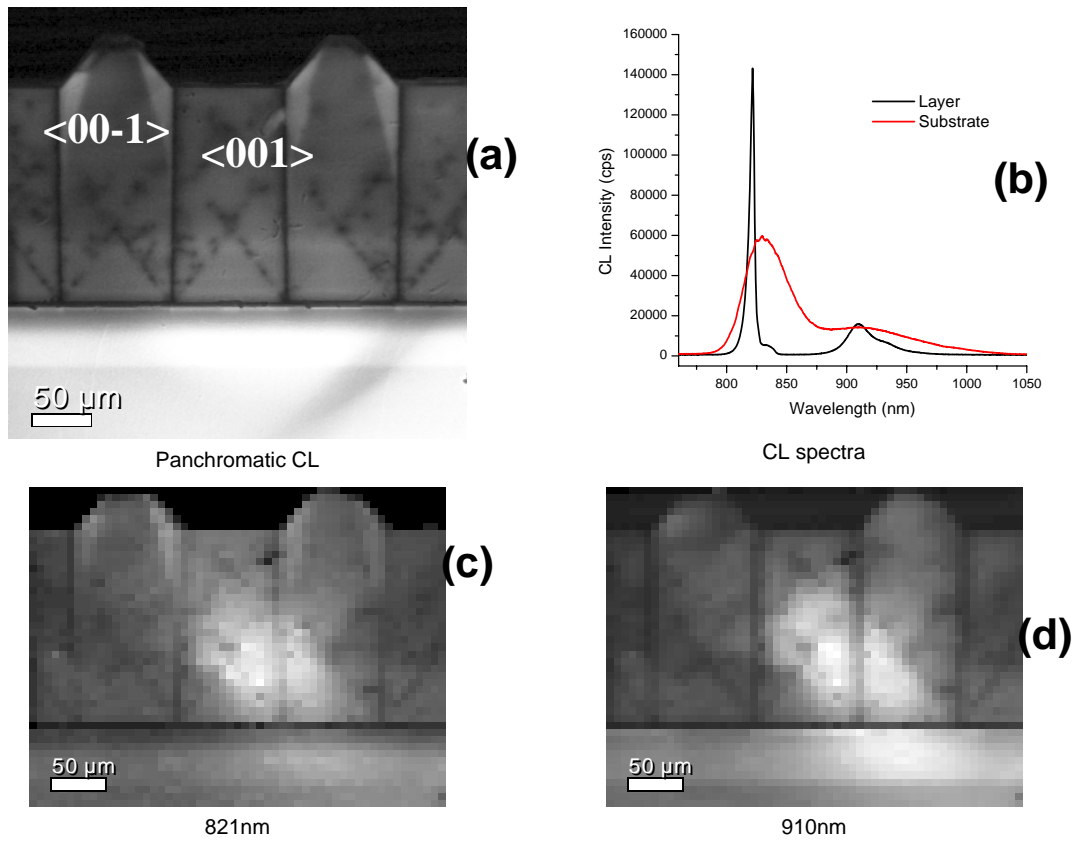 <00-1>
<001>
(a)
50 µm
Panchromatic CL
160000
140000
120000
100000
80000
60000
40000
20000
0
CL Intensity (cps)
800 850 900 950 1000 1050
Wavelength (nm)
Layer
Substrate
(b)
CL spectra
(c)
50 µm
821nm
(d)
50 µm
910nm